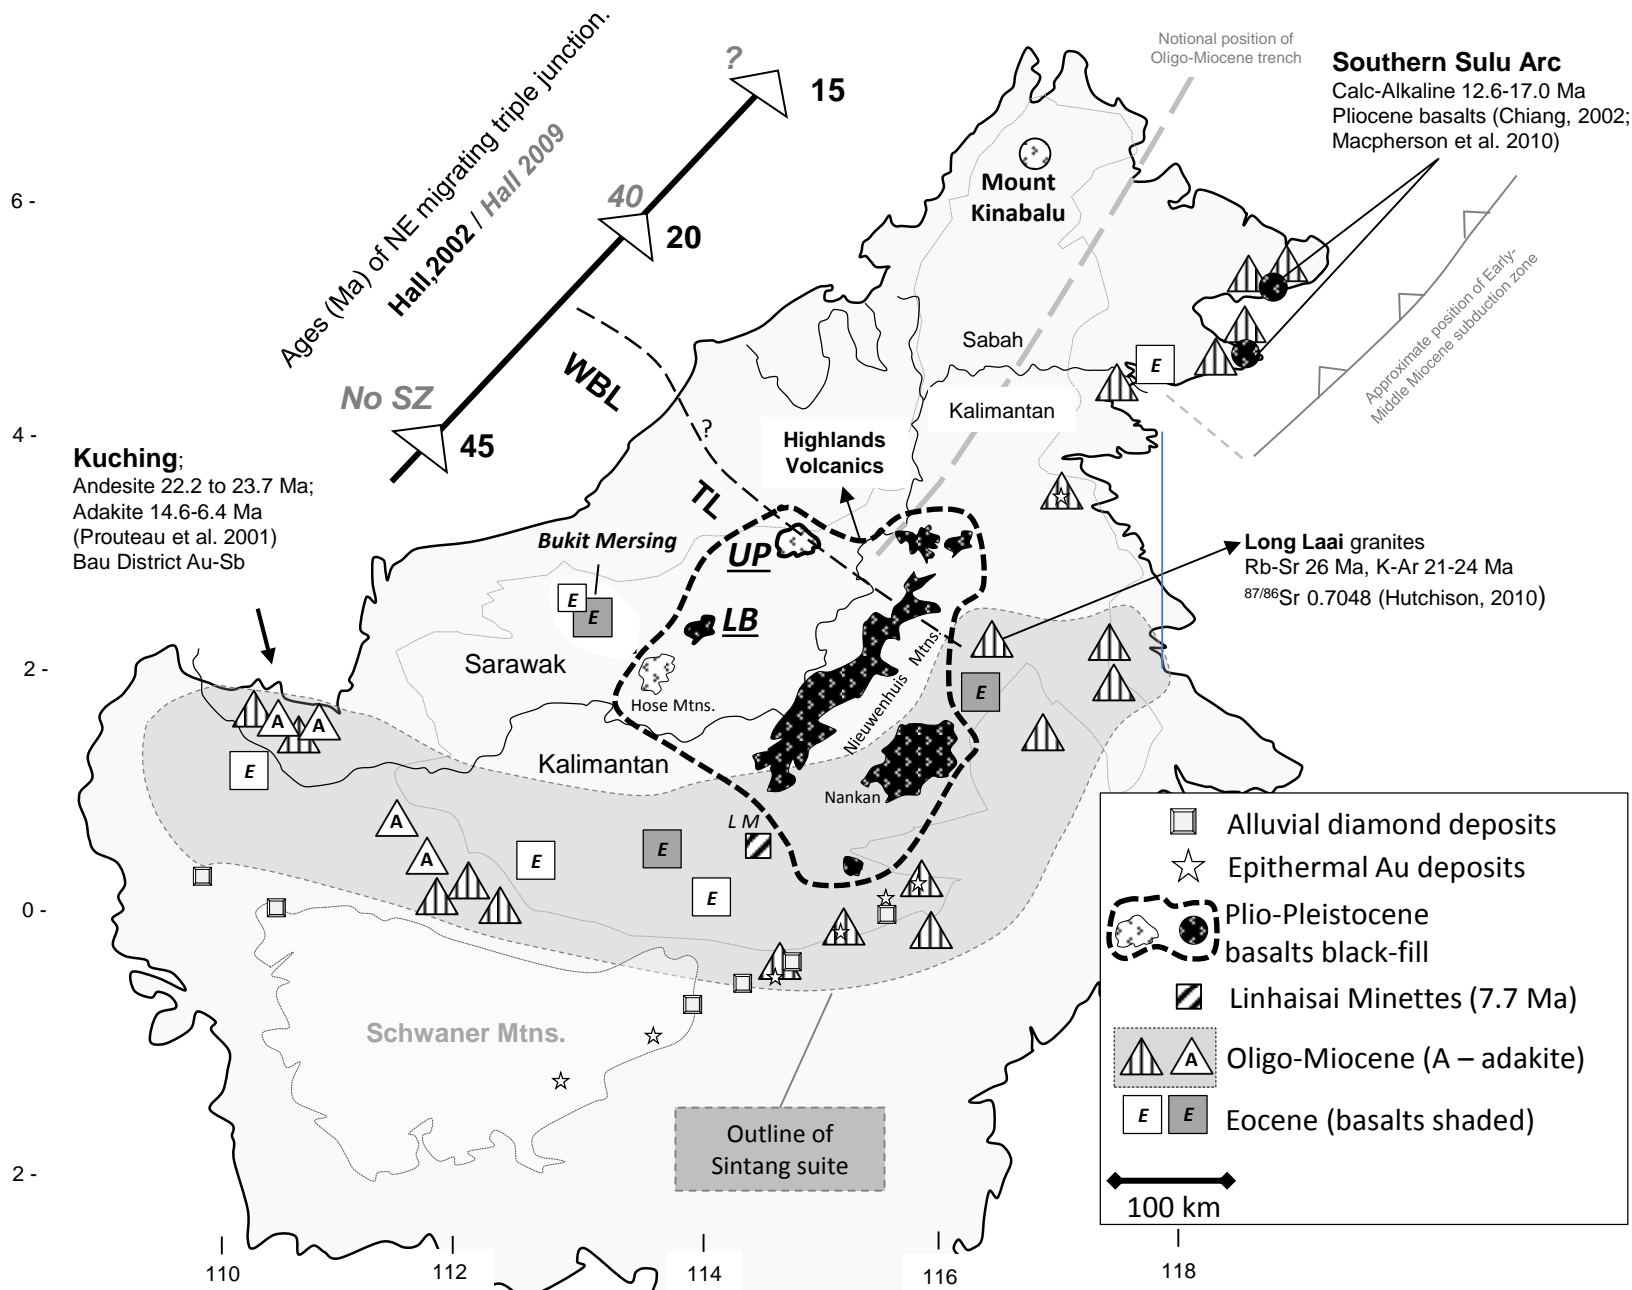 Ages (Ma) of NE migrating triple junction.
Hall,2002 / Hall 2009
?
15
40
20
No SZ
45
Notional position of
Oligo-Miocene trench
Southern Sulu Arc
Calc-Alkaline 12.6-17.0 Ma
Pliocene basalts (Chiang, 2002;
Macpherson et al. 2010)
Mount
Kinabalu
6 -
4 -
2 -
0 -
2 -
Approximate position of Early-
Middle Miocene subduction zone
Sabah
Kalimantan
E
WBL
?
TL
Highlands
Volcanics
Kuching;
Andesite 22.2 to 23.7 Ma;
Adakite 14.6-6.4 Ma
(Prouteau et al. 2001)
Bau District Au-Sb
Bukit Mersing
E
E
UP
LB
Long Laai granites
Rb-Sr 26 Ma, K-Ar 21-24 Ma
87/86Sr 0.7048 (Hutchison, 2010)
Sarawak
Hose Mtns.
Nieuwenhuis Mtns.
E
A
A
E
Kalimantan
Nankan
L M
A
A
E
E
E
Schwaner Mtns.
Outline of
Sintang suite
Alluvial diamond deposits
Epithermal Au deposits
Plio-Pleistocene
basalts black-fill
Linhaisai Minettes (7.7 Ma)
A
Oligo-Miocene (A – adakite)
E
E
Eocene (basalts shaded)
100 km
110
112
114
116
118